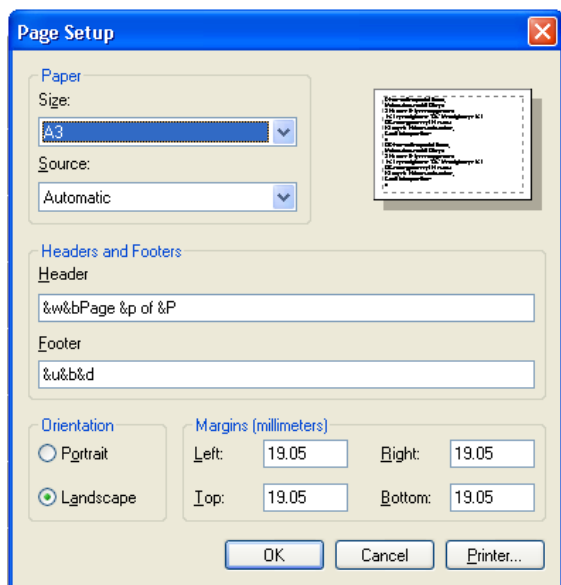 Page Setup
Paper
Size:
A3
Source:
Automatic
Headers and Footers
Header
&w&bPage &p of &P
Footer
&u&b&d
Orientation
Portrait
Landscape
Margins (millimeters)
Left: 19.05 Right: 19.05
Top: 19.05 Bottom: 19.05
OK Cancel Printer...